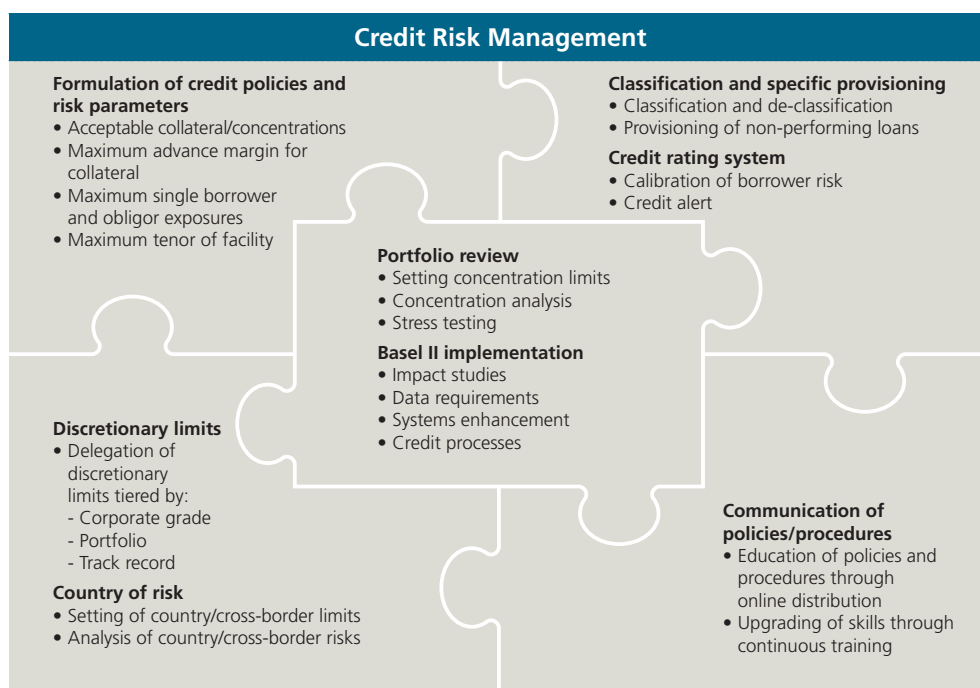 Credit Risk Management
Formulation of credit policies and
risk parameters
• Acceptable collateral/concentrations
• Maximum advance margin for
collateral
• Maximum single borrower
and obligor exposures
• Maximum tenor of facility
Classification and specific provisioning
• Classification and de-classification
• Provisioning of non-performing loans
Credit rating system
• Calibration of borrower risk
• Credit alert
Portfolio review
• Setting concentration limits
• Concentration analysis
• Stress testing
Basel II implementation
• Impact studies
• Data requirements
• Systems enhancement
• Credit processes
Discretionary limits
• Delegation of
discretionary
limits tiered by:
- Corporate grade
- Portfolio
- Track record
Country of risk
• Setting of country/cross-border limits
• Analysis of country/cross-border risks
Communication of
policies/procedures
• Education of policies and
procedures through
online distribution
• Upgrading of skills through
continuous training